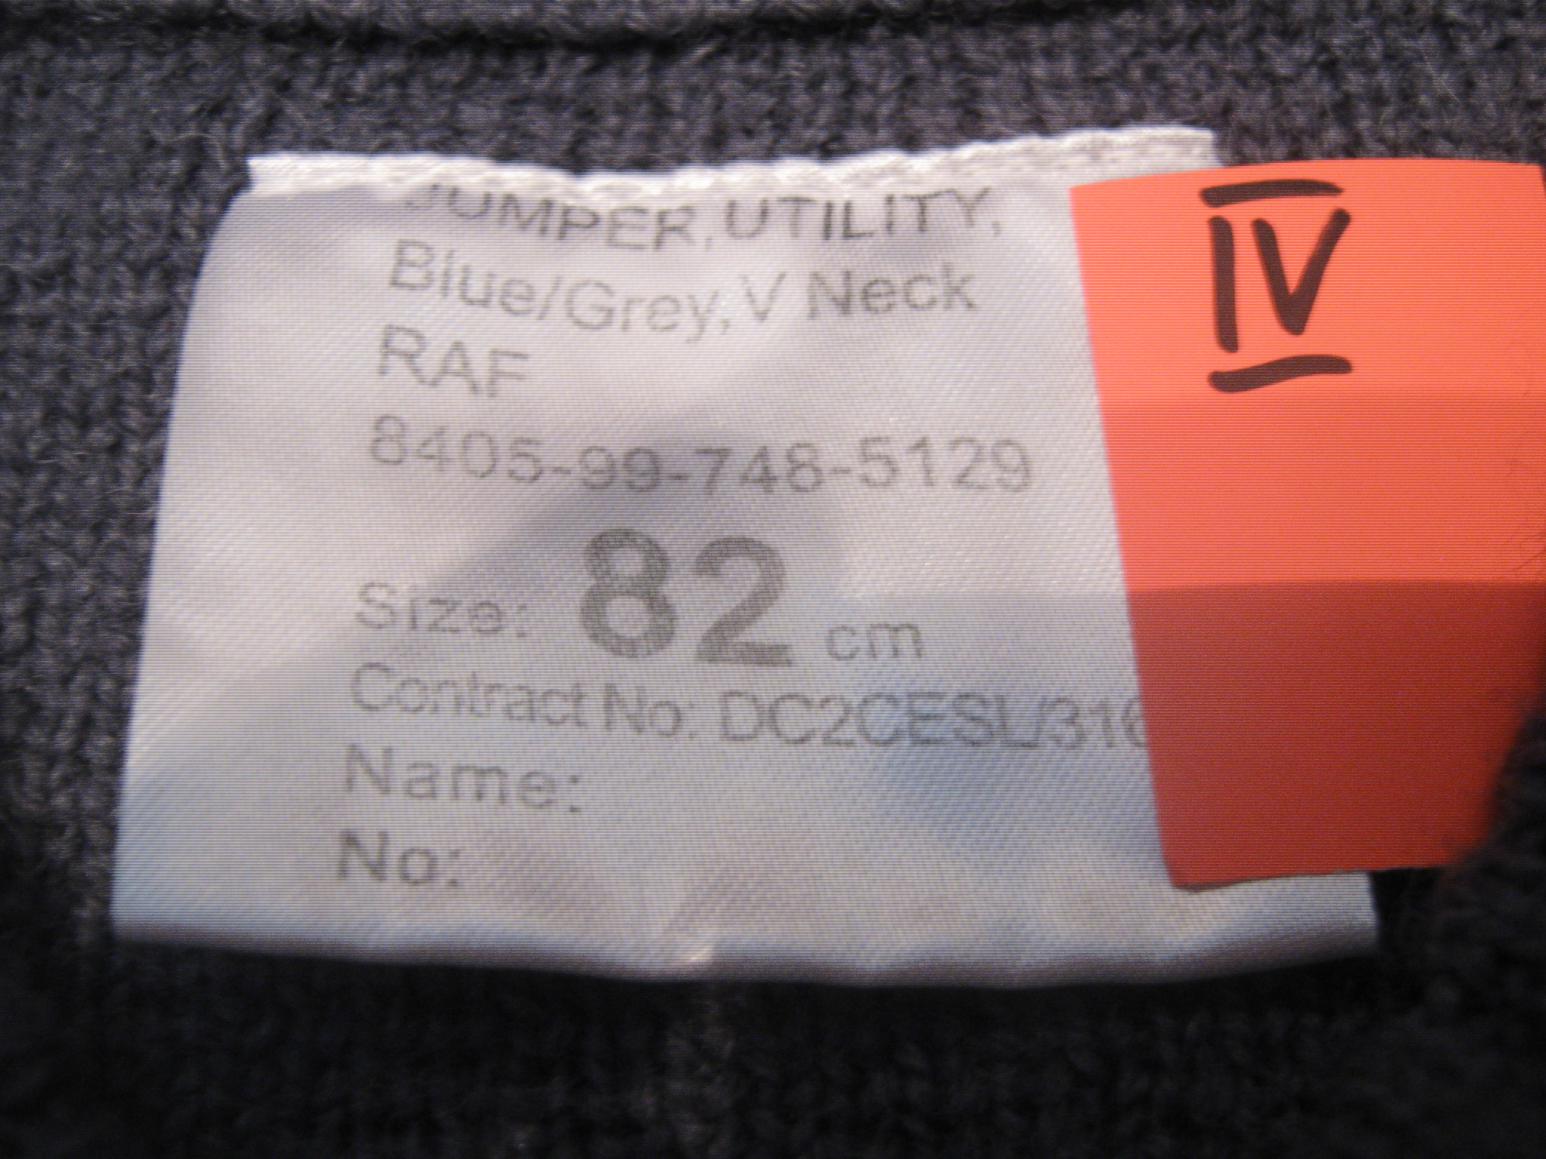 JUMPER, UTILITY,
Blue/Grey, V Neck
RAF
8405-99-748-5129
Size: 82 cm
Contract No: DC2CESL/316
Name:
No:
IV